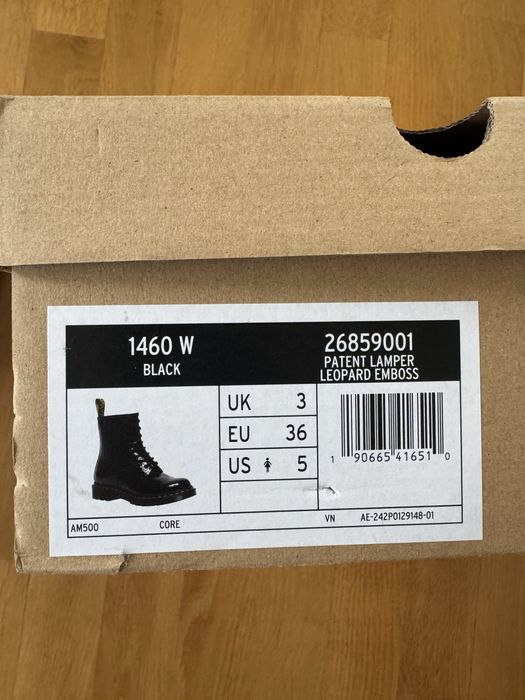 1460 W
BLACK
26859001
PATENT LAMPER
LEOPARD EMBOSS
UK 3
EU 36
US 5
1 90665 41651 0
AM500
CORE
VN
AE-242P0129148-01